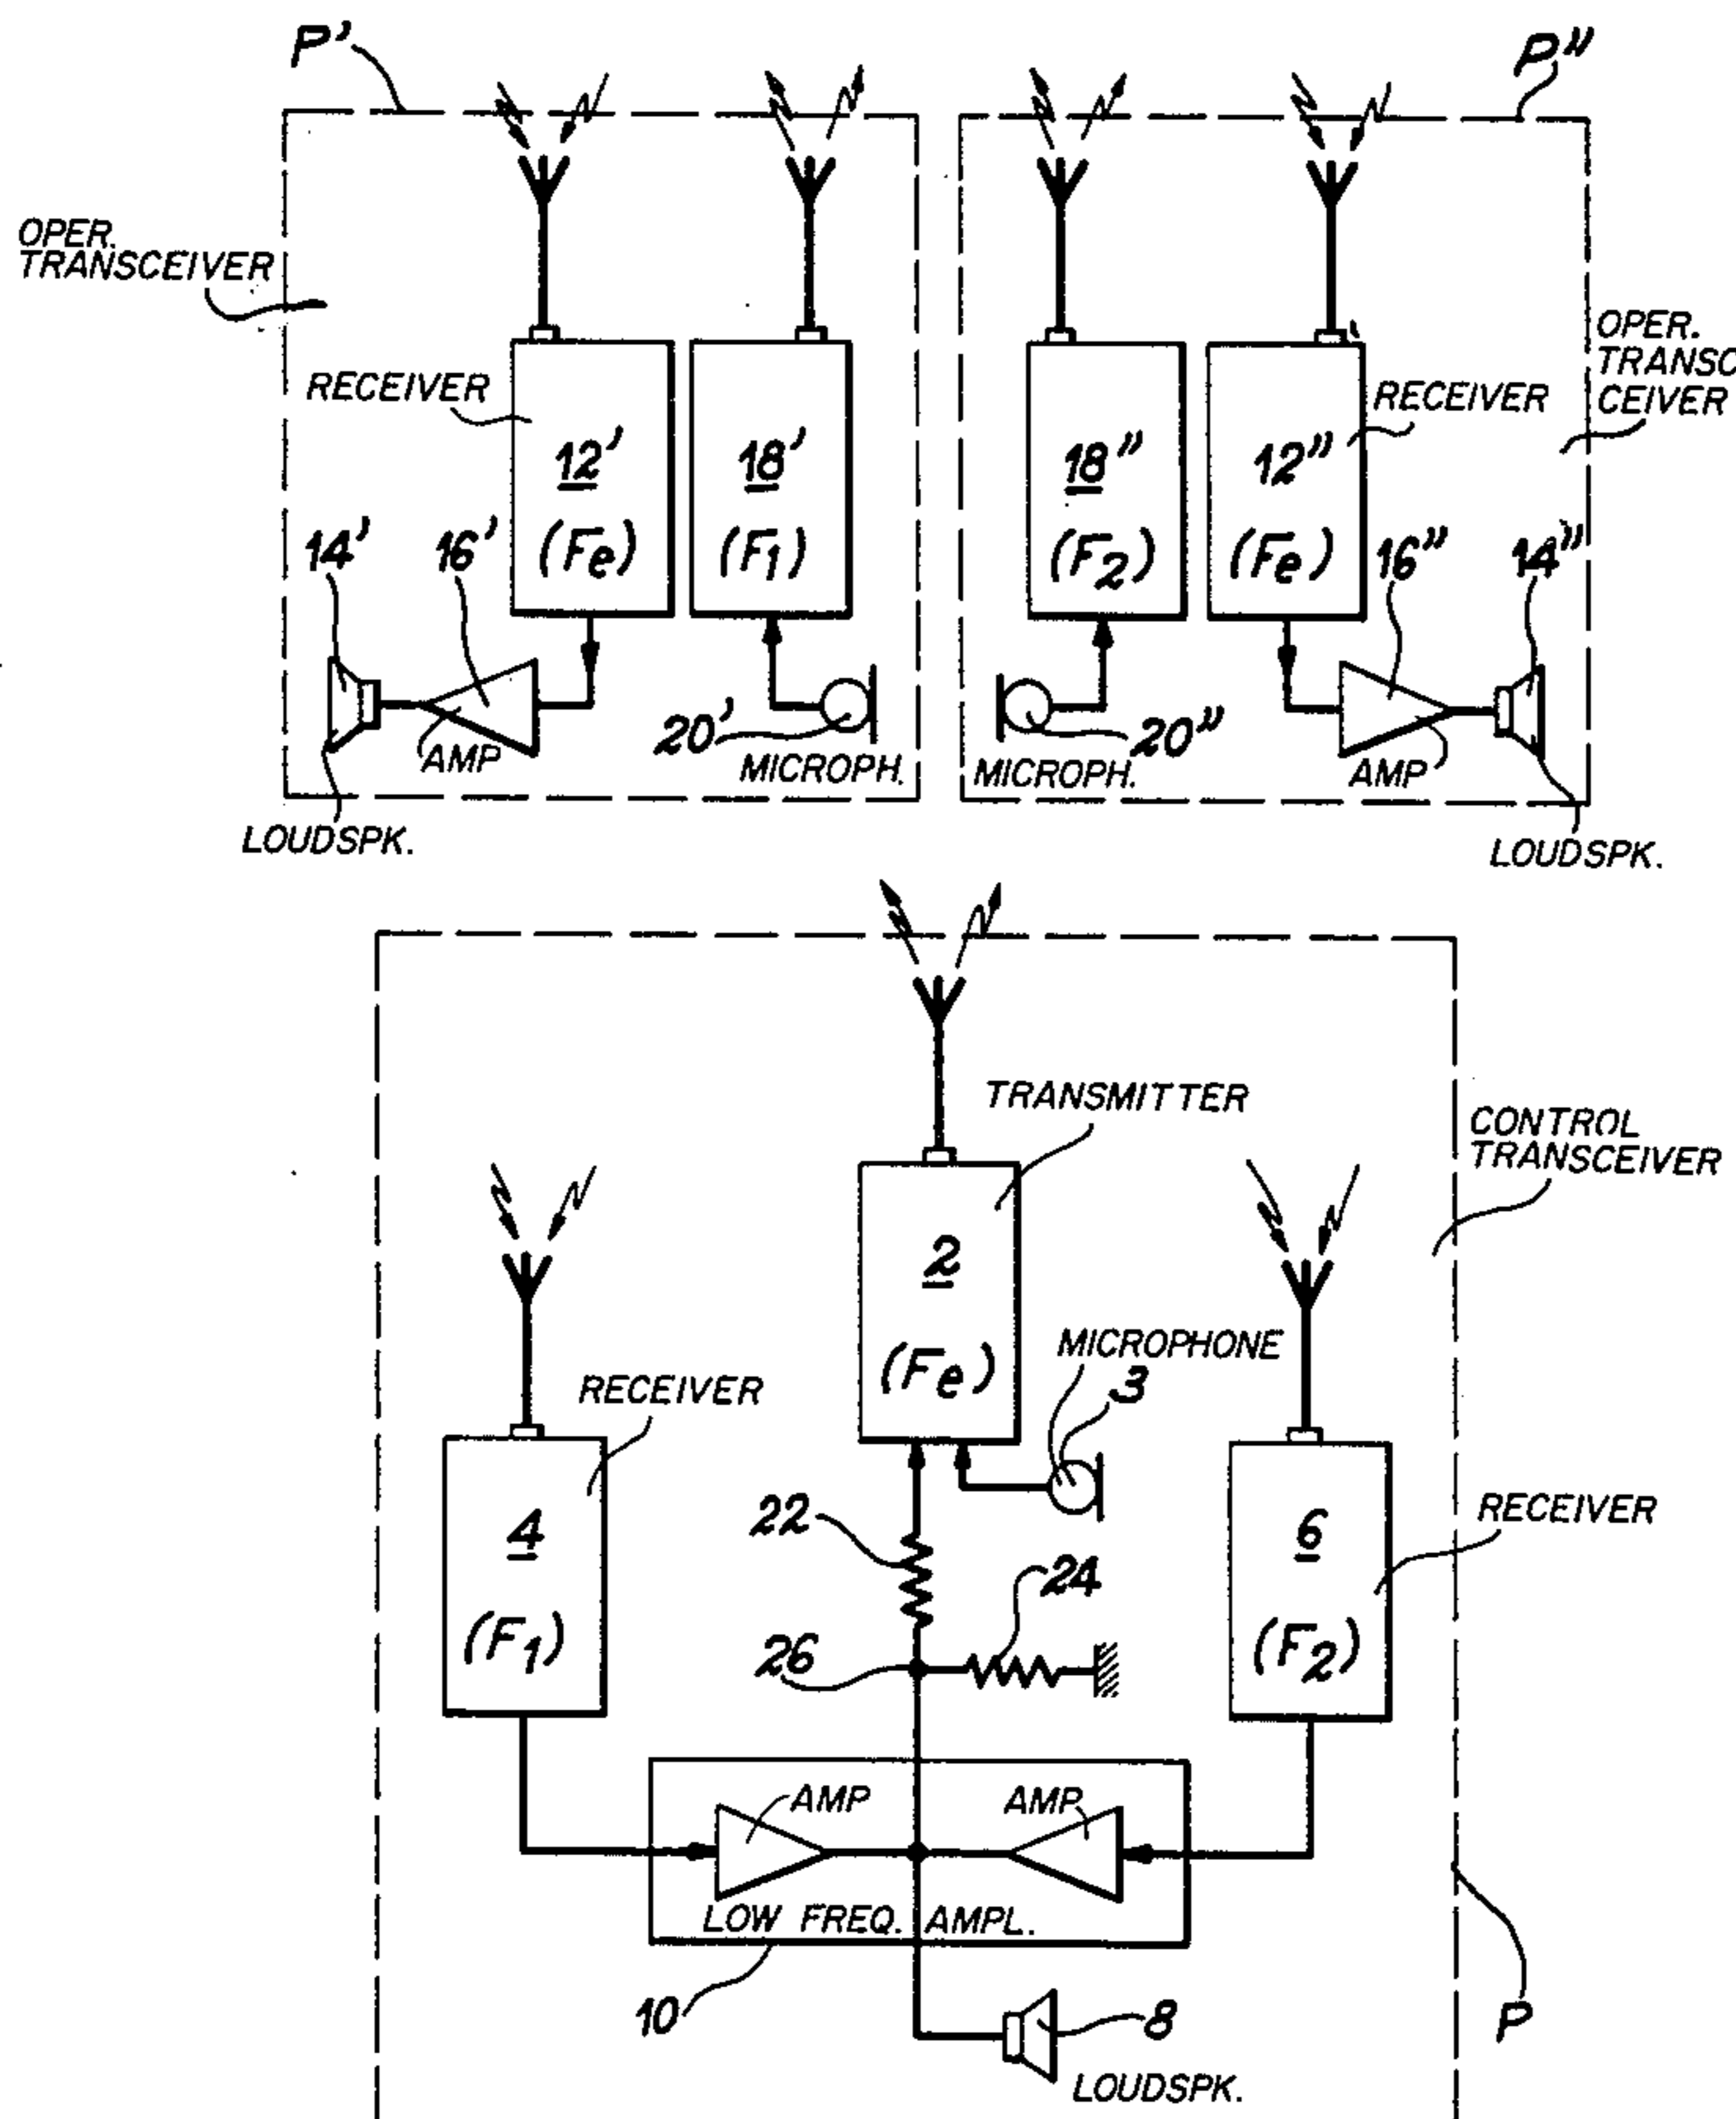 P' P"
OPER.
TRANSCEIVER
RECEIVER
12'
(Fe)
18'
(F1)
18"
(F2)
12"
(Fe)
RECEIVER
OPER.
TRANSC
CEIVER
14' 16'
16" 14"
AMP
20'
MICROPH.
20"
MICROPH.
AMP
LOUDSPK.
LOUDSPK.
TRANSMITTER
CONTROL
TRANSCEIVER
2
(Fe)
MICROPHONE
3
RECEIVER
4
(F1)
22
24
26
6
(F2)
RECEIVER
AMP AMP
LOW FREQ. AMPL.
10
8
LOUDSPK.
P